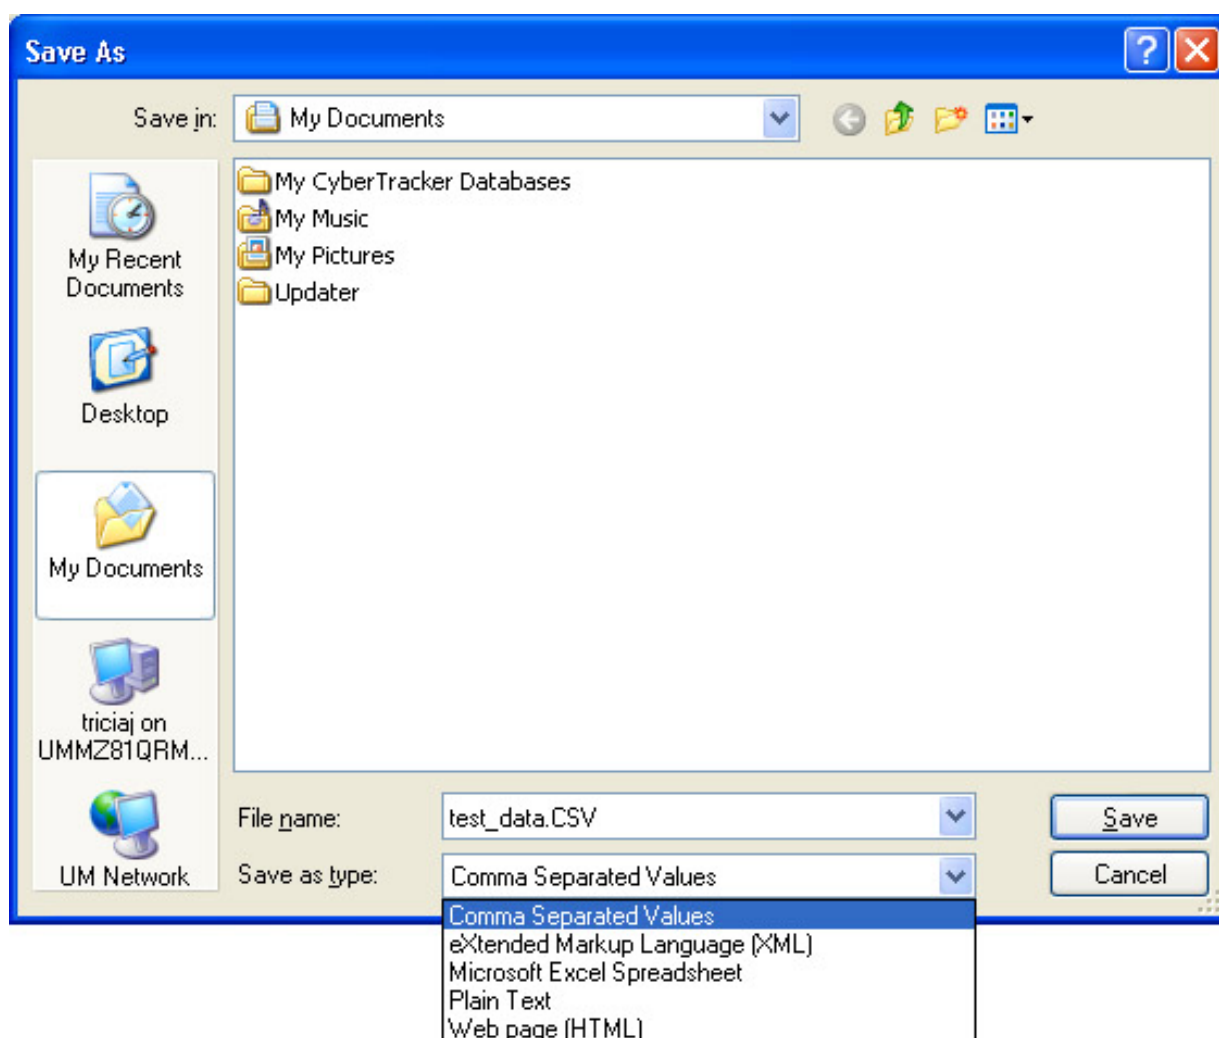 Save As
Save in:
My Documents
My CyberTracker Databases
My Music
My Pictures
Updater
My Recent
Documents
Desktop
My Documents
triciaj on
UMMZ81QRM...
UM Network
File name:
test_data.CSV
Save
Save as type:
Comma Separated Values
Cancel
Comma Separated Values
eXtended Markup Language (XML)
Microsoft Excel Spreadsheet
Plain Text
Web page (HTML)